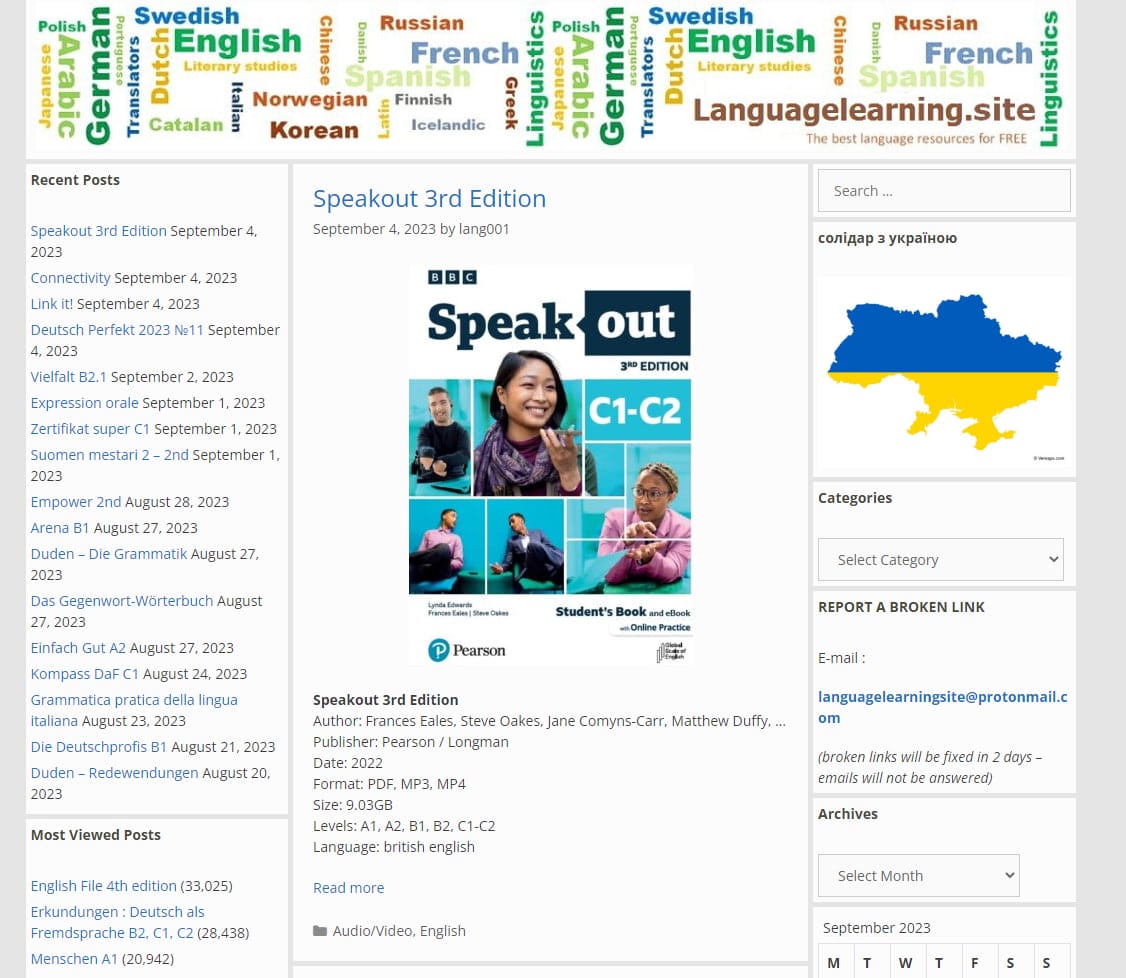 Polish
Swedish
Japanese
Arabic
German
Portuguese
Translators
Dutch
English
Literary studies
Italian
Catalan
Chinese
Danish
Russian
French
Spanish
Norwegian
Korean
Latin
Finnish
Icelandic
Greek
Linguistics
Polish
Swedish
Japanese
Arabic
German
Portuguese
Translators
Dutch
English
Literary studies
Chinese
Danish
Russian
French
Spanish
Languagelearning.site
The best language resources for FREE
Linguistics
Recent Posts
Speakout 3rd Edition September 4,
2023
Connectivity September 4, 2023
Link it! September 4, 2023
Deutsch Perfekt 2023 №11 September
4, 2023
Vielfalt B2.1 September 2, 2023
Expression orale September 1, 2023
Zertifikat super C1 September 1, 2023
Suomen mestari 2 – 2nd September 1,
2023
Empower 2nd August 28, 2023
Arena B1 August 27, 2023
Duden – Die Grammatik August 27,
2023
Das Gegenwort-Wörterbuch August
27, 2023
Einfach Gut A2 August 27, 2023
Kompass DaF C1 August 24, 2023
Grammatica pratica della lingua
italiana August 23, 2023
Die Deutschprofis B1 August 21, 2023
Duden – Redewendungen August 20,
2023
Most Viewed Posts
English File 4th edition (33,025)
Erkundungen : Deutsch als
Fremdsprache B2, C1, C2 (28,438)
Menschen A1 (20,942)
Speakout 3rd Edition
September 4, 2023 by lang001
BBC
Speakout
3RD EDITION
C1-C2
Lynda Edwards
Frances Eales | Steve Oakes
Student's Book and eBook
with Online Practice
Pearson
Global
Scale of
English
Speakout 3rd Edition
Author: Frances Eales, Steve Oakes, Jane Comyns-Carr, Matthew Duffy, …
Publisher: Pearson / Longman
Date: 2022
Format: PDF, MP3, MP4
Size: 9.03GB
Levels: A1, A2, B1, B2, C1-C2
Language: british english
Read more
Audio/Video, English
Search …
солідар з україною
© Vemaps.com
Categories
Select Category
REPORT A BROKEN LINK
E-mail :
languagelearningsite@protonmail.c
om
(broken links will be fixed in 2 days –
emails will not be answered)
Archives
Select Month
September 2023
M T W T F S S